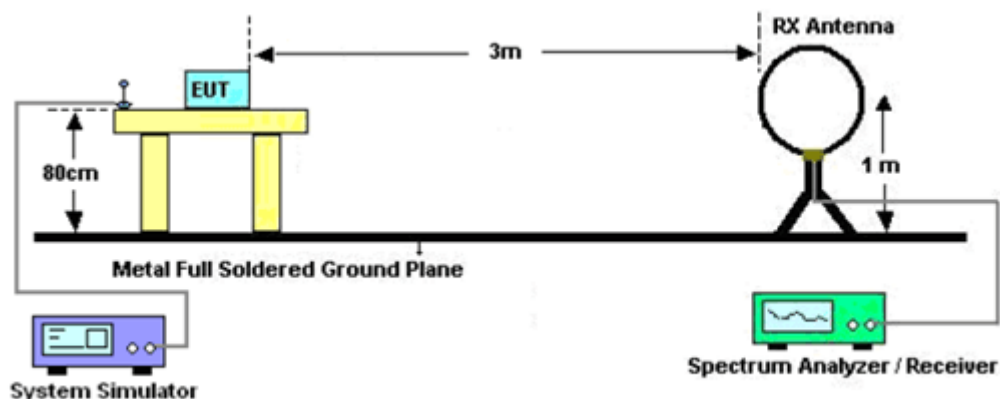 RX Antenna
3m
EUT
80cm
1 m
Metal Full Soldered Ground Plane
Spectrum Analyzer / Receiver
System Simulator